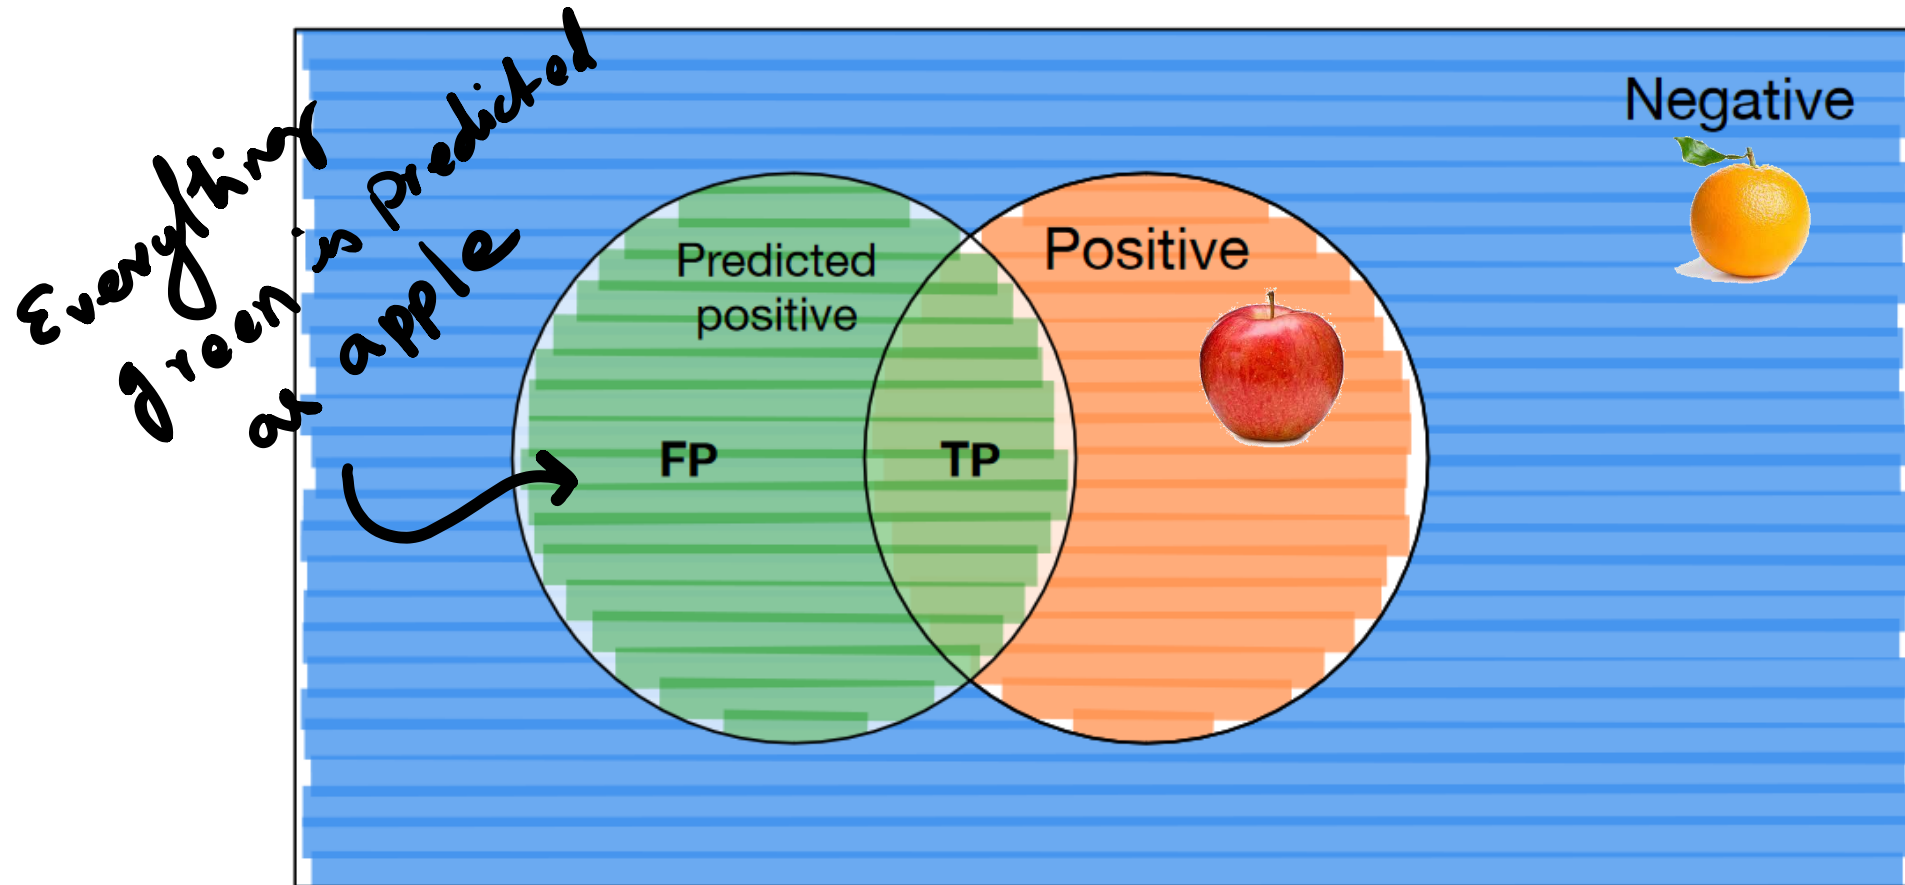 Everything
green is predicted
as apple
Negative
Predicted
positive
Positive
FP
TP